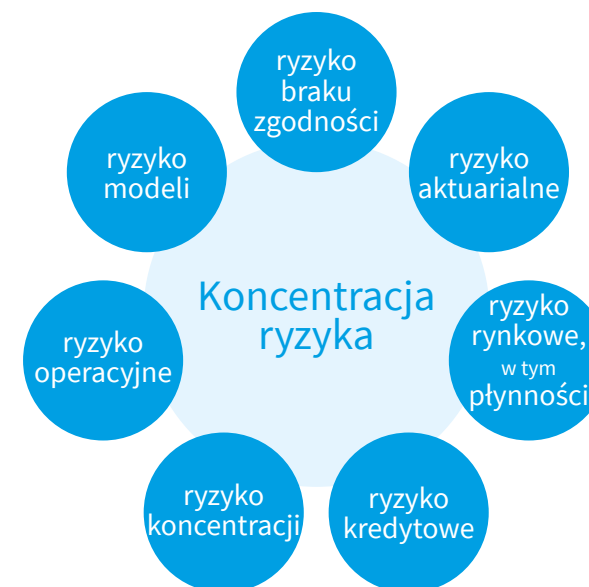 ryzyko
braku
zgodności
ryzyko
modeli
ryzyko
aktuarialne
Koncentracja
ryzyka
ryzyko
rynkowe,
w tym
płynności
ryzyko
operacyjne
ryzyko
koncentracji
ryzyko
kredytowe